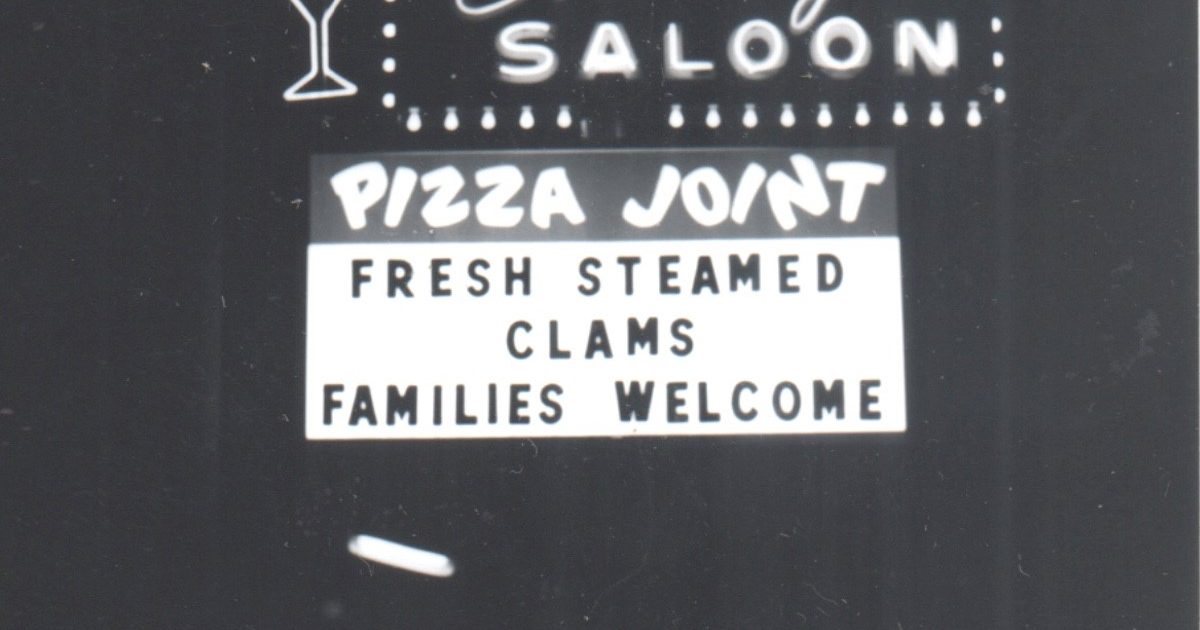 SALOON
PIZZA JOINT
FRESH STEAMED
CLAMS
FAMILIES WELCOME